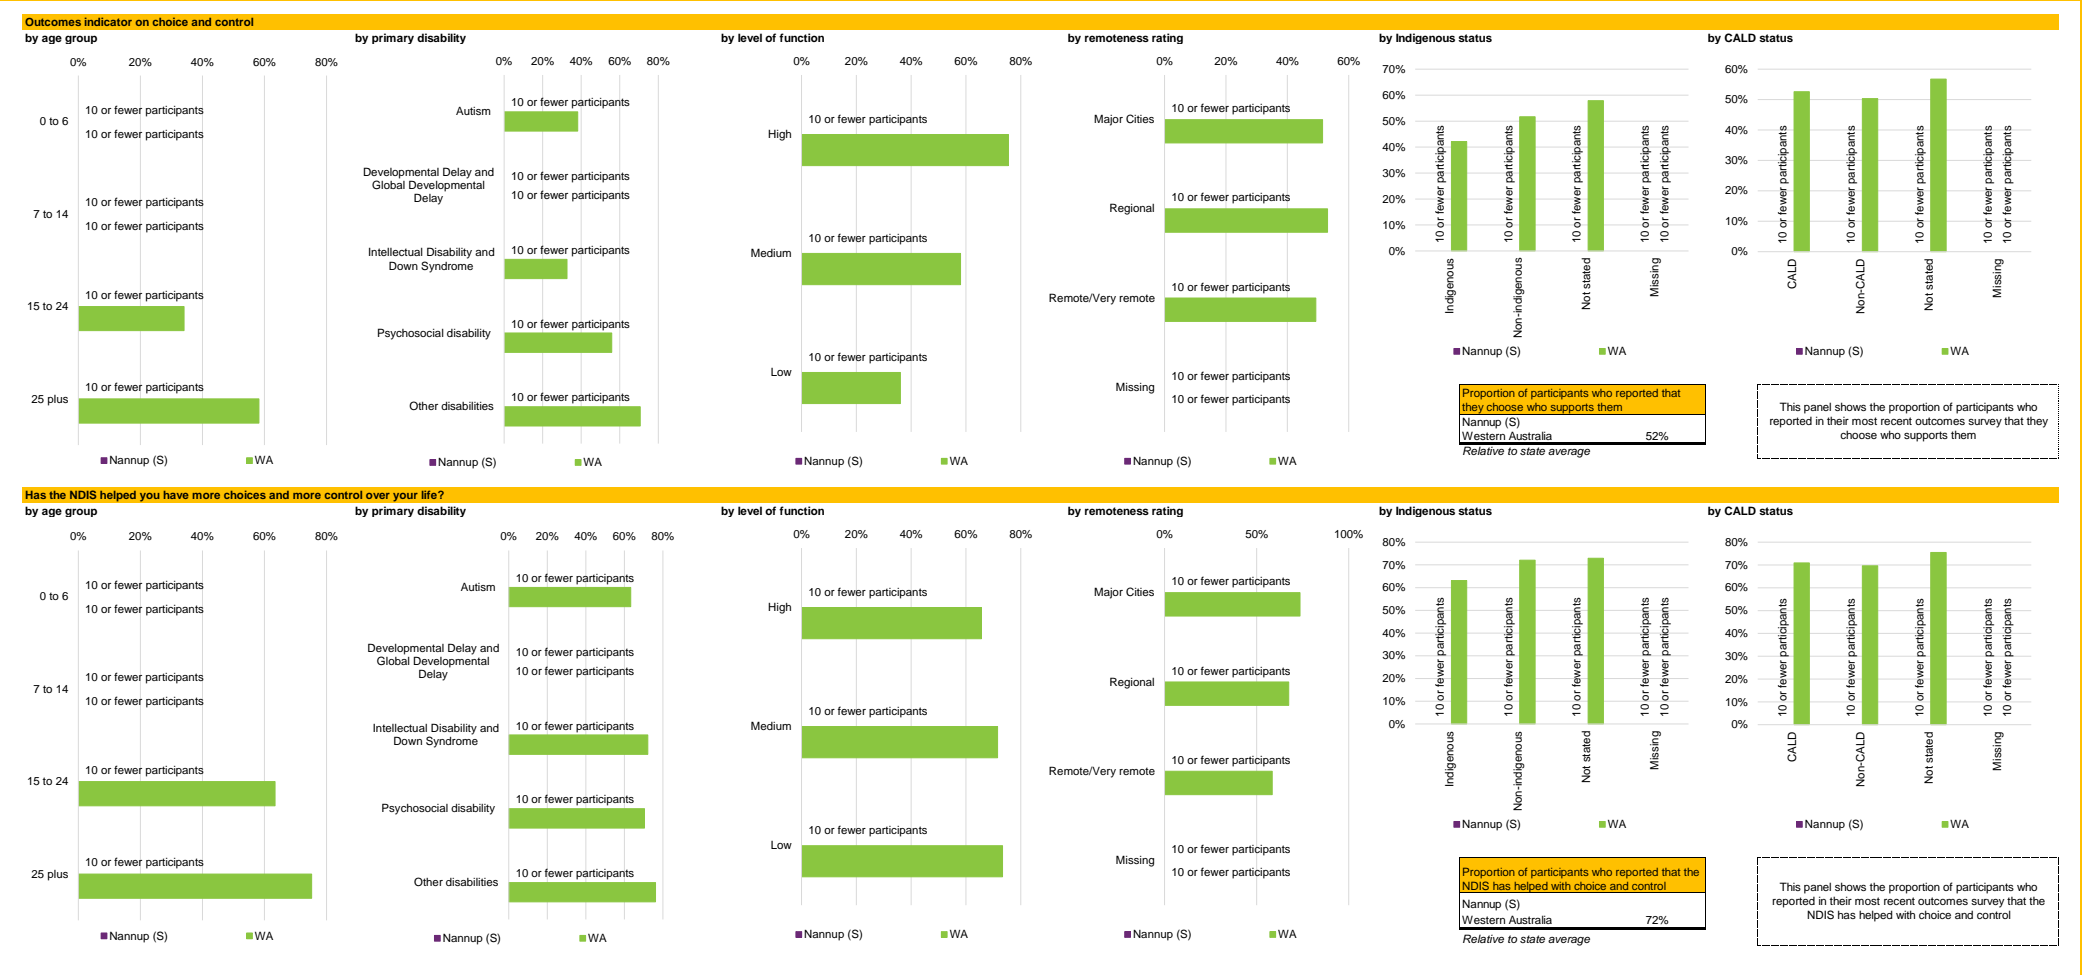 Outcomes indicator on choice and control
by age group
0% 20% 40% 60% 80%
0 to 6
10 or fewer participants
10 or fewer participants
7 to 14
10 or fewer participants
10 or fewer participants
15 to 24
10 or fewer participants
25 plus
10 or fewer participants
Nannup (S) WA
by primary disability
0% 20% 40% 60% 80%
Autism
10 or fewer participants
Developmental Delay and
Global Developmental
Delay
10 or fewer participants
10 or fewer participants
Intellectual Disability and
Down Syndrome
10 or fewer participants
Psychosocial disability
10 or fewer participants
Other disabilities
10 or fewer participants
Nannup (S) WA
by level of function
0% 20% 40% 60% 80%
High
10 or fewer participants
Medium
10 or fewer participants
Low
10 or fewer participants
Nannup (S) WA
by remoteness rating
0% 20% 40% 60%
Major Cities
10 or fewer participants
Regional
10 or fewer participants
Remote/Very remote
10 or fewer participants
Missing
10 or fewer participants
10 or fewer participants
Nannup (S) WA
by Indigenous status
70%
60%
50%
40%
30%
20%
10%
0%
10 or fewer participants
10 or fewer participants
10 or fewer participants
10 or fewer participants
10 or fewer participants
Indigenous
Non-indigenous
Not stated
Missing
Nannup (S) WA
Proportion of participants who reported that
they choose who supports them
Nannup (S)
Western Australia 52%
Relative to state average
by CALD status
60%
50%
40%
30%
20%
10%
0%
10 or fewer participants
10 or fewer participants
10 or fewer participants
10 or fewer participants
10 or fewer participants
CALD
Non-CALD
Not stated
Missing
Nannup (S) WA
This panel shows the proportion of participants who
reported in their most recent outcomes survey that they
choose who supports them
Has the NDIS helped you have more choices and more control over your life?
by age group
0% 20% 40% 60% 80%
0 to 6
10 or fewer participants
10 or fewer participants
7 to 14
10 or fewer participants
10 or fewer participants
15 to 24
10 or fewer participants
25 plus
10 or fewer participants
Nannup (S) WA
by primary disability
0% 20% 40% 60% 80%
Autism
10 or fewer participants
Developmental Delay and
Global Developmental
Delay
10 or fewer participants
10 or fewer participants
Intellectual Disability and
Down Syndrome
10 or fewer participants
Psychosocial disability
10 or fewer participants
Other disabilities
10 or fewer participants
Nannup (S) WA
by level of function
0% 20% 40% 60% 80%
High
10 or fewer participants
Medium
10 or fewer participants
Low
10 or fewer participants
Nannup (S) WA
by remoteness rating
0% 50% 100%
Major Cities
10 or fewer participants
Regional
10 or fewer participants
Remote/Very remote
10 or fewer participants
Missing
10 or fewer participants
10 or fewer participants
Nannup (S) WA
by Indigenous status
80%
70%
60%
50%
40%
30%
20%
10%
0%
10 or fewer participants
10 or fewer participants
10 or fewer participants
10 or fewer participants
10 or fewer participants
Indigenous
Non-indigenous
Not stated
Missing
Nannup (S) WA
Proportion of participants who reported that the
NDIS has helped with choice and control
Nannup (S)
Western Australia 72%
Relative to state average
by CALD status
80%
70%
60%
50%
40%
30%
20%
10%
0%
10 or fewer participants
10 or fewer participants
10 or fewer participants
10 or fewer participants
10 or fewer participants
CALD
Non-CALD
Not stated
Missing
Nannup (S) WA
This panel shows the proportion of participants who
reported in their most recent outcomes survey that the
NDIS has helped with choice and control